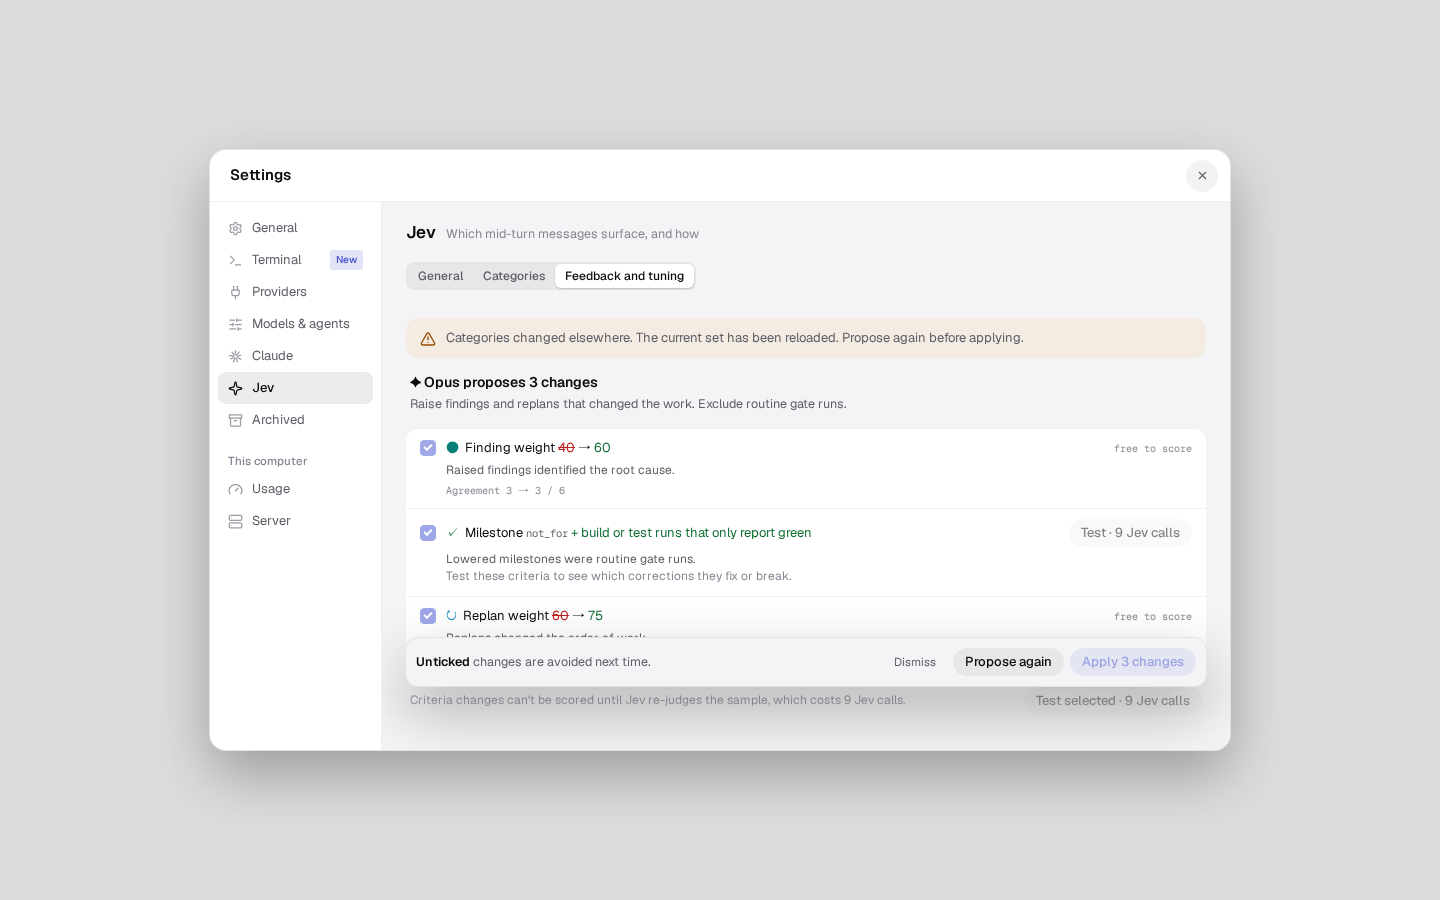 Settings
General
Terminal New
Providers
Models & agents
Claude
Jev
Archived
This computer
Usage
Server
Jev Which mid-turn messages surface, and how
General Categories Feedback and tuning
Categories changed elsewhere. The current set has been reloaded. Propose again before applying.
Opus proposes 3 changes
Raise findings and replans that changed the work. Exclude routine gate runs.
Finding weight 40 → 60 free to score
Raised findings identified the root cause.
Agreement 3 → 3 / 6
Milestone not_for + build or test runs that only report green Test · 9 Jev calls
Lowered milestones were routine gate runs.
Test these criteria to see which corrections they fix or break.
Replan weight 60 → 75 free to score
Replans changed the order of work.
Unticked changes are avoided next time. Dismiss Propose again Apply 3 changes
Criteria changes can't be scored until Jev re-judges the sample, which costs 9 Jev calls. Test selected · 9 Jev calls